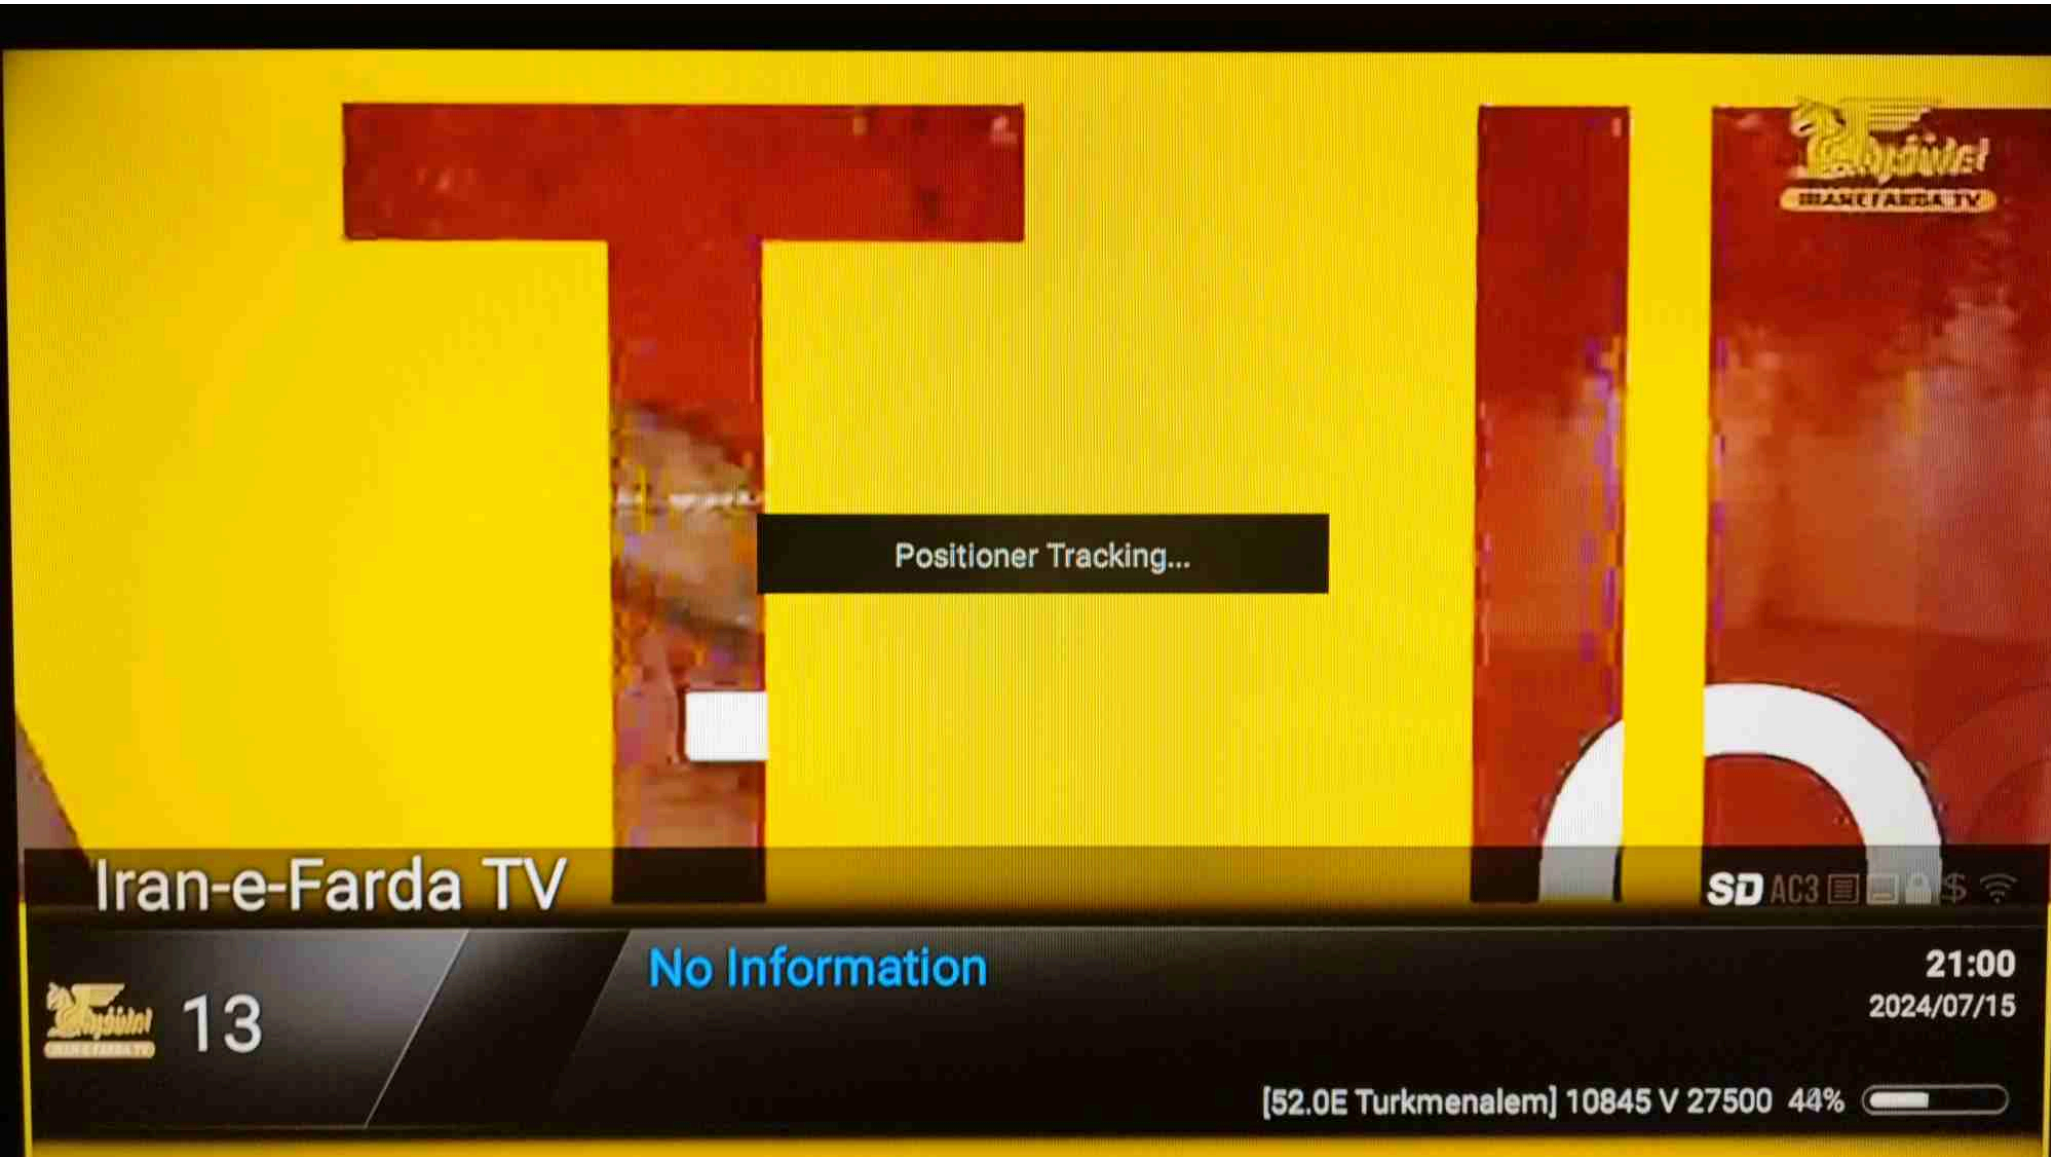 IRAN E FARDA TV
Positioner Tracking...
Iran-e-Farda TV
SD AC3 $
13
No Information
21:00
2024/07/15
[52.0E Turkmenalem] 10845 V 27500 44%